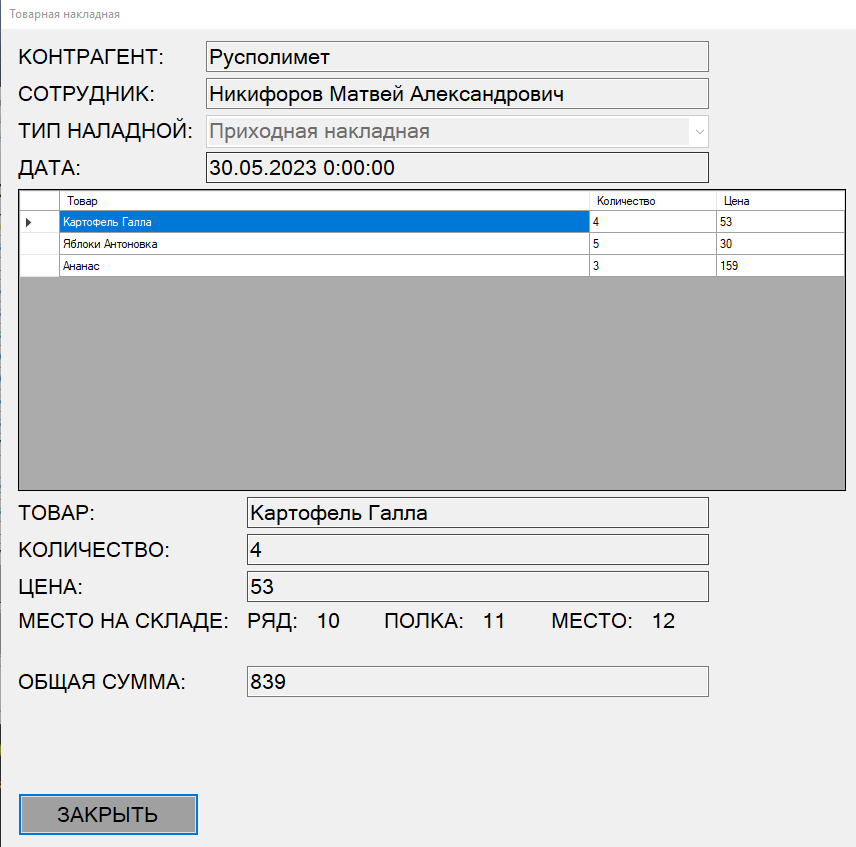 Товарная накладная
КОНТРАГЕНТ: Русполимет
СОТРУДНИК: Никифоров Матвей Александрович
ТИП НАЛАДНОЙ: Приходная накладная
ДАТА: 30.05.2023 0:00:00
Товар Количество Цена
Картофель Галла 4 53
Яблоки Антоновка 5 30
Ананас 3 159
ТОВАР: Картофель Галла
КОЛИЧЕСТВО: 4
ЦЕНА: 53
МЕСТО НА СКЛАДЕ: РЯД: 10 ПОЛКА: 11 МЕСТО: 12
ОБЩАЯ СУММА: 839
ЗАКРЫТЬ